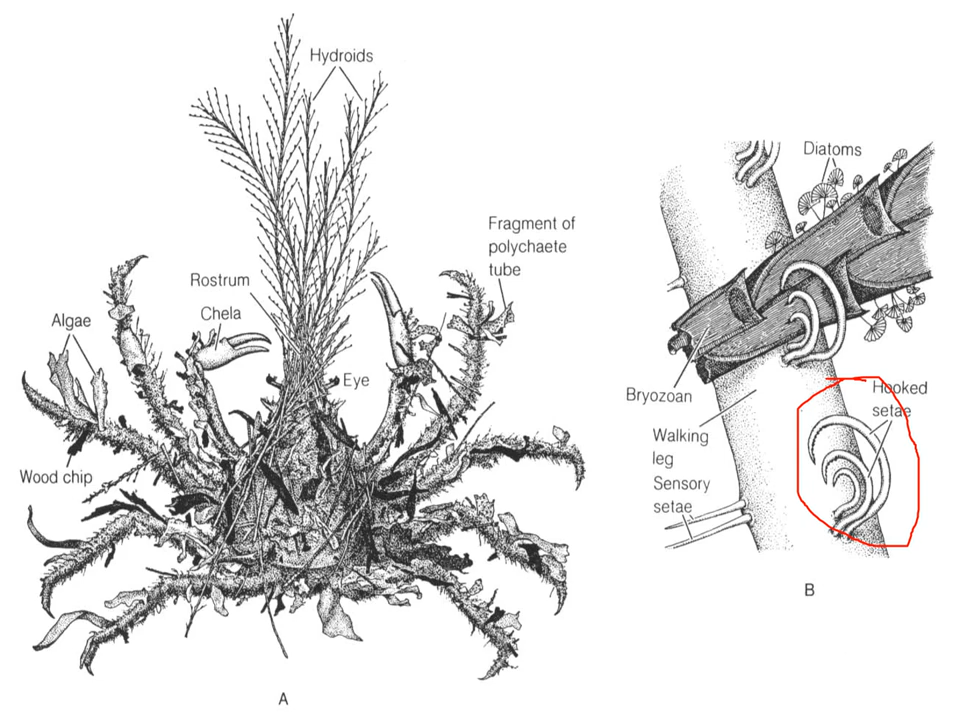 Hydroids
Rostrum
Chela
Algae
Eye
Wood chip
Fragment of
polychaete
tube
A
Diatoms
Bryozoan
Walking
leg
Sensory
setae
Hooked
setae
B